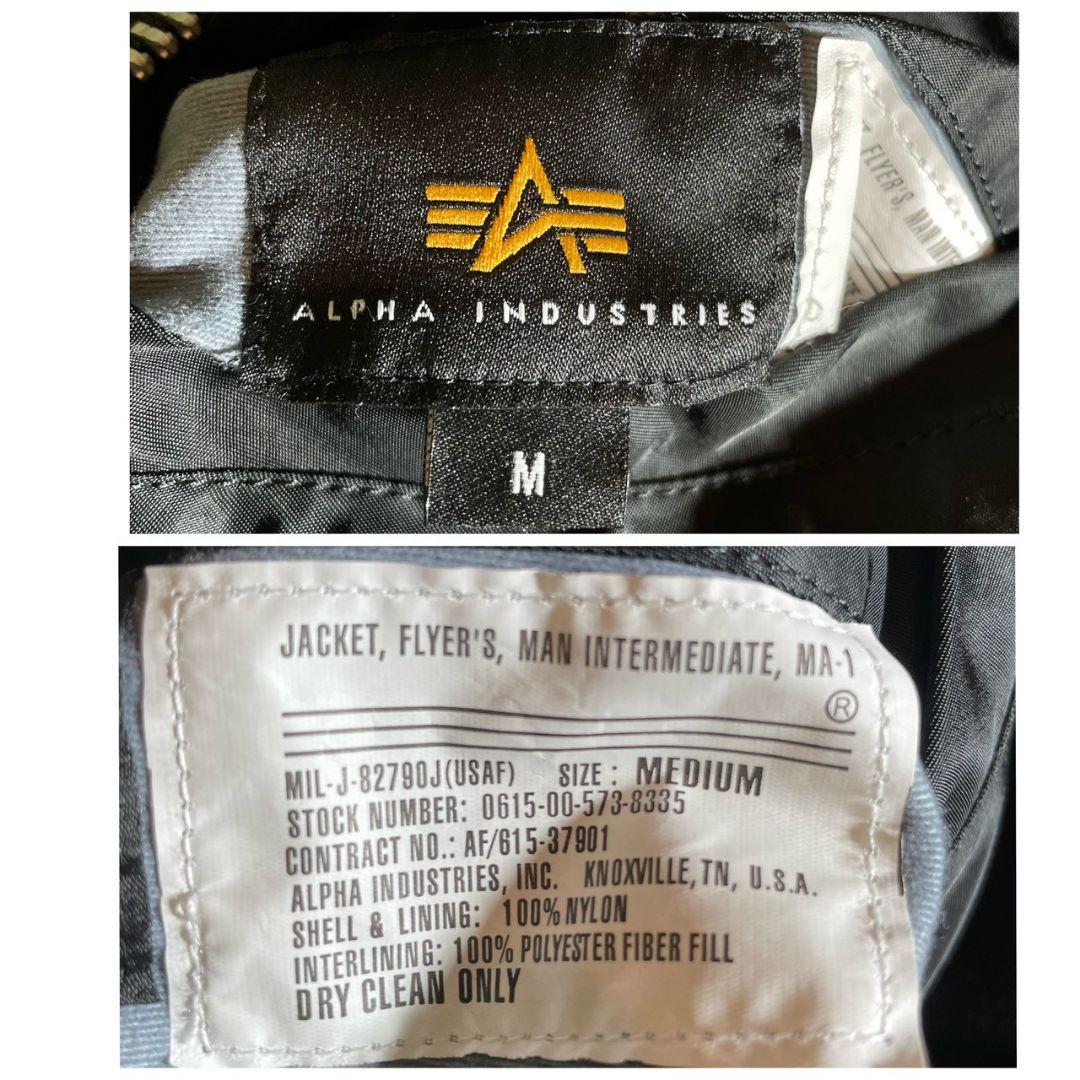 ALPHA INDUSTRIES
M
FLYER'S, MAN
JACKET, FLYER'S, MAN INTERMEDIATE, MA-1
®
MIL-J-82790J(USAF) SIZE: MEDIUM
STOCK NUMBER: 0615-00-573-8335
CONTRACT NO.: AF/615-37901
ALPHA INDUSTRIES, INC. KNOXVILLE, TN, U.S.A.
SHELL & LINING: 100% NYLON
INTERLINING: 100% POLYESTER FIBER FILL
DRY CLEAN ONLY